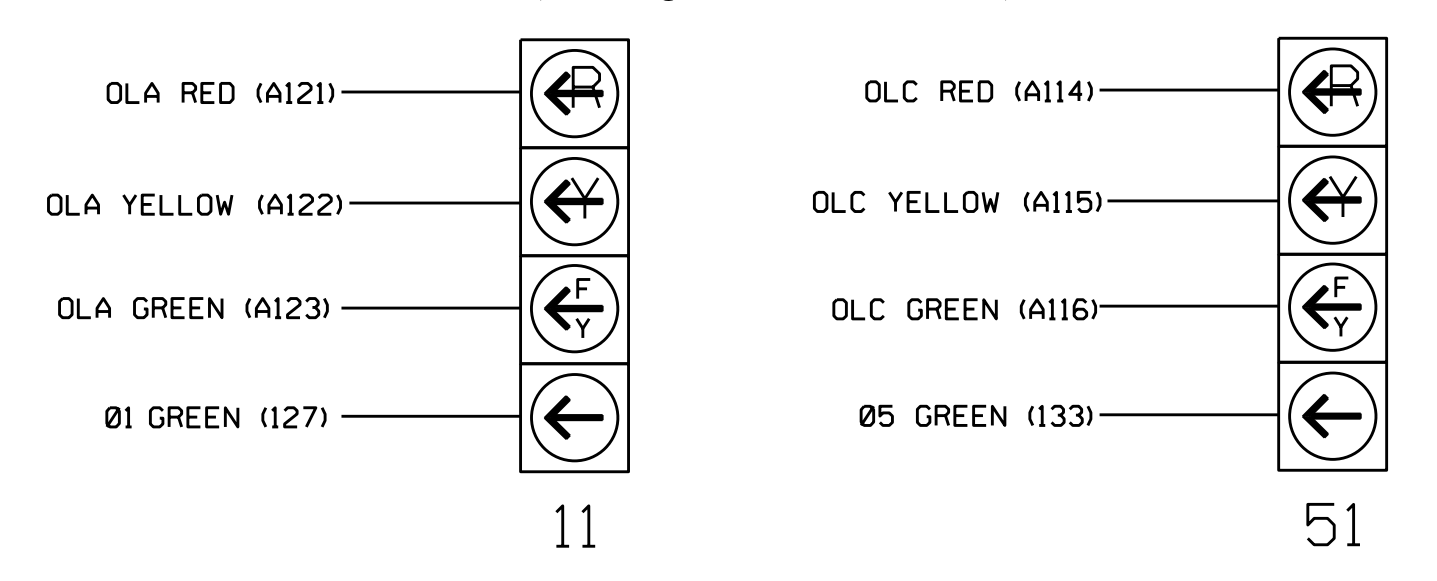 OLA RED (A121)
R
OLA YELLOW (A122)
Y
OLA GREEN (A123)
F
Y
Ø1 GREEN (127)
11
OLC RED (A114)
R
OLC YELLOW (A115)
Y
OLC GREEN (A116)
F
Y
Ø5 GREEN (133)
51